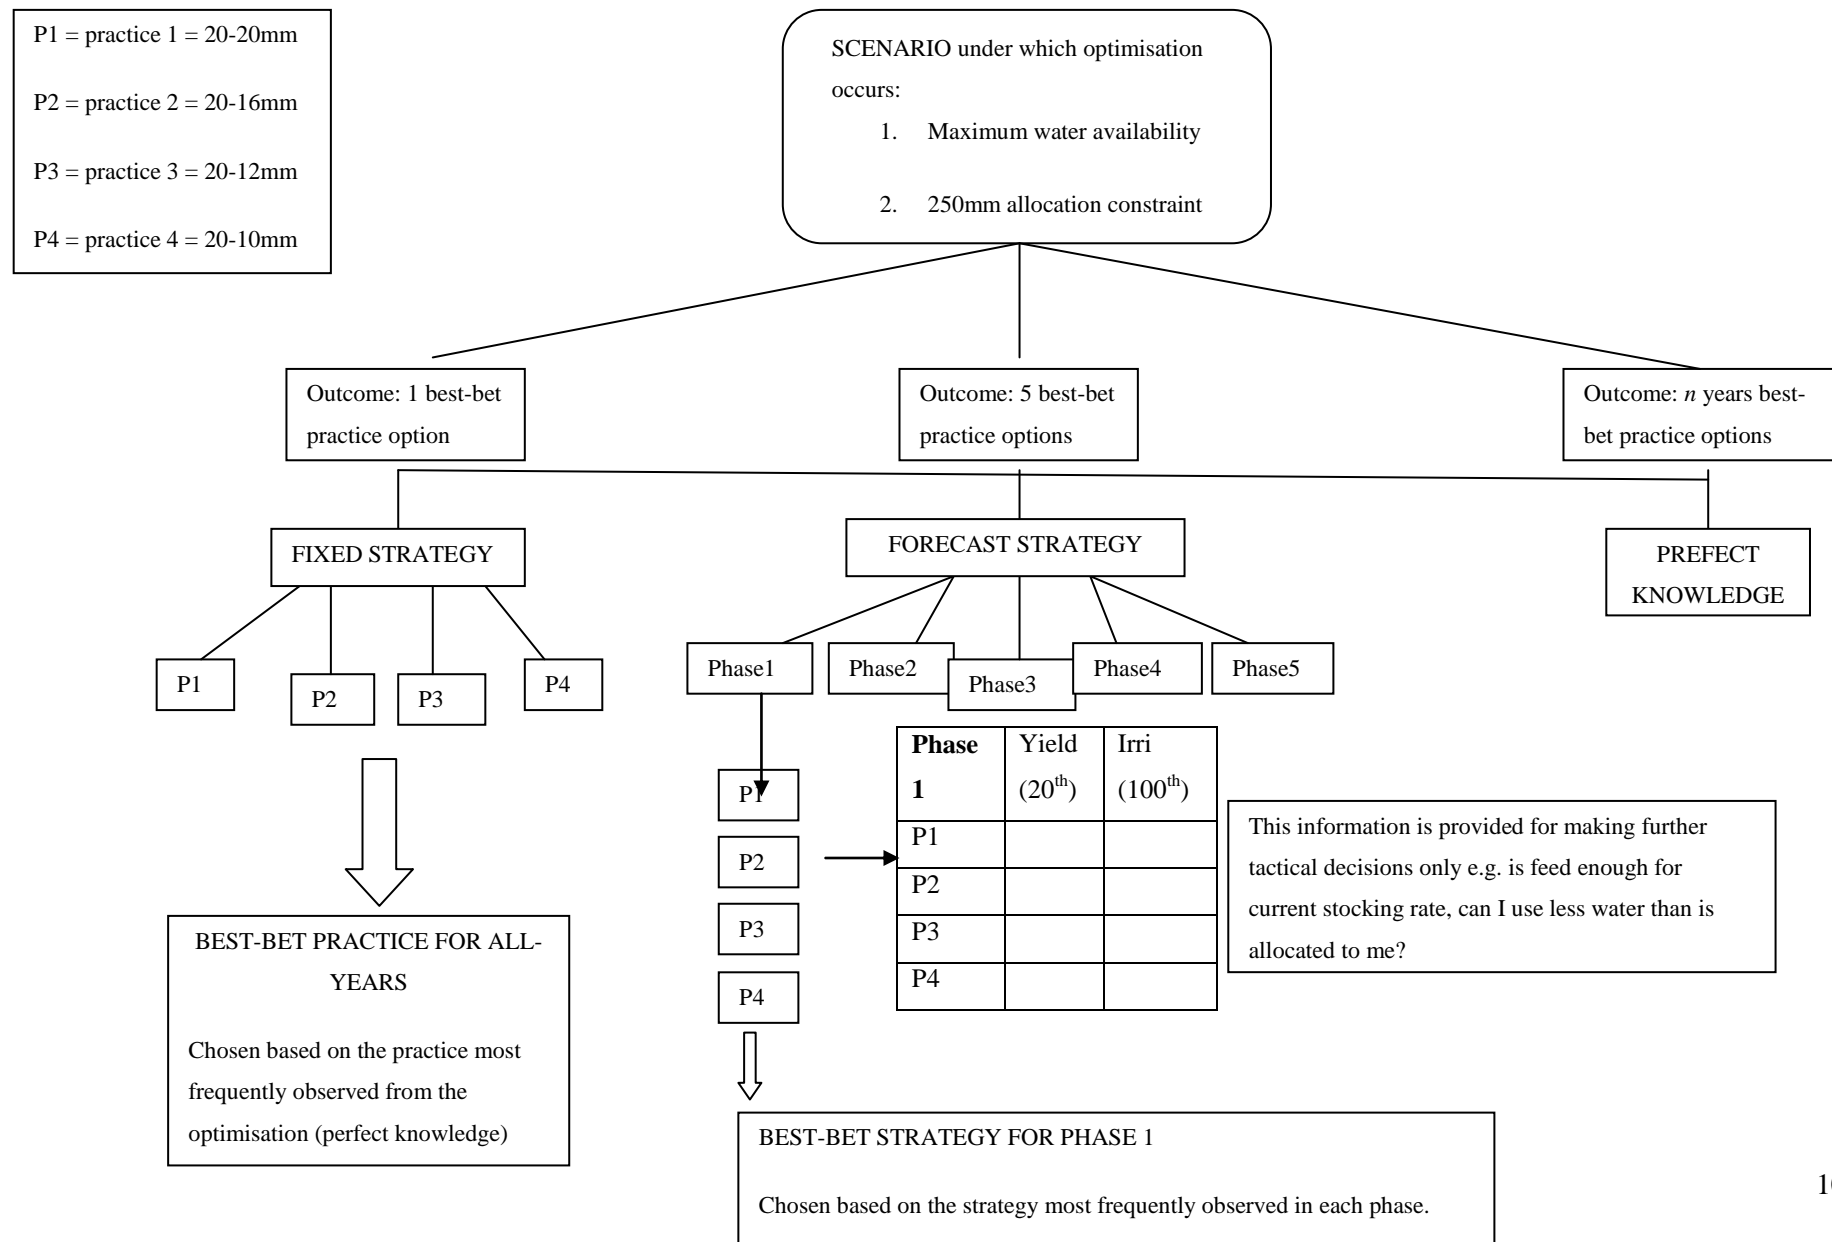 P1 = practice 1 = 20-20mm
P2 = practice 2 = 20-16mm
P3 = practice 3 = 20-12mm
P4 = practice 4 = 20-10mm
SCENARIO under which optimisation
occurs:
1. Maximum water availability
2. 250mm allocation constraint
Outcome: 1 best-bet
practice option
Outcome: 5 best-bet
practice options
Outcome: n years best-
bet practice options
FIXED STRATEGY
FORECAST STRATEGY
PREFECT
KNOWLEDGE
P1
P2
P3
P4
Phase1
Phase2
Phase3
Phase4
Phase5
P1
P2
P3
P4
Phase Yield Irri
1 (20th) (100th)
P1
P2
P3
P4
This information is provided for making further
tactical decisions only e.g. is feed enough for
current stocking rate, can I use less water than is
allocated to me?
BEST-BET PRACTICE FOR ALL-
YEARS
Chosen based on the practice most
frequently observed from the
optimisation (perfect knowledge)
BEST-BET STRATEGY FOR PHASE 1
Chosen based on the strategy most frequently observed in each phase.